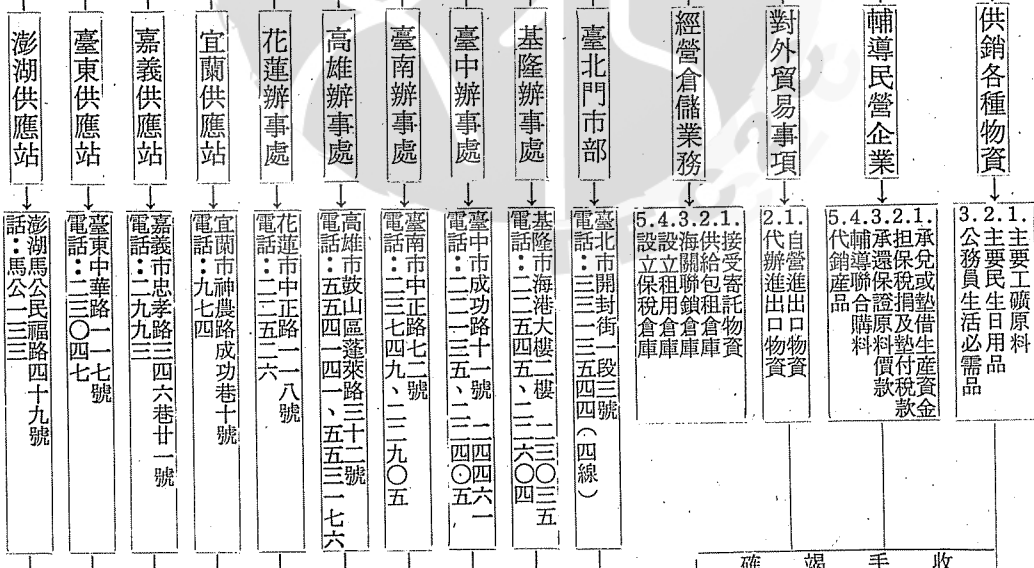 供銷各種物資
1.主要工礦原料
2.主要民生日用品
3.公務員生活必需品
輔導民營企業
1.承兌或墊借生產資金
2.担保稅捐及墊付稅款
3.承還保證原料價款
4.輔導聯合購料
5.代銷產品
對外貿易事項
1.自營進出口物資
2.代辦進出口物資
經營倉儲業務
1.接受寄託物資
2.供給包租倉庫
3.海關聯鎖倉庫
4.設立租用倉庫
5.設立保稅倉庫
臺北門市部
臺北市開封街一段三號
電話：三三一三五四四(四線)
基隆辦事處
基隆市海港大樓二樓 二三〇三五
電話：二二五四五、二二六〇四
臺中辦事處
臺中市成功路十一號 二四四六一
電話：二二一三五、二二四〇五
臺南辦事處
臺南市中正路七二號
電話：二三七四九、二二九〇五
高雄辦事處
高雄市鼓山區蓬萊路三十二號
電話：五五四一四一、五五三一七六
花蓮辦事處
花蓮市中正路一一八號
電話：二二五二六
宜蘭供應站
宜蘭市神農路成功巷十號
電話：九七四
嘉義供應站
嘉義市忠孝路三四六巷廿一號
電話：二九九三
臺東供應站
臺東中華路一一七號
電話：二三〇四七
澎湖供應站
澎湖馬公民福路四十九號
話：馬公一三三
收
手
竭
確